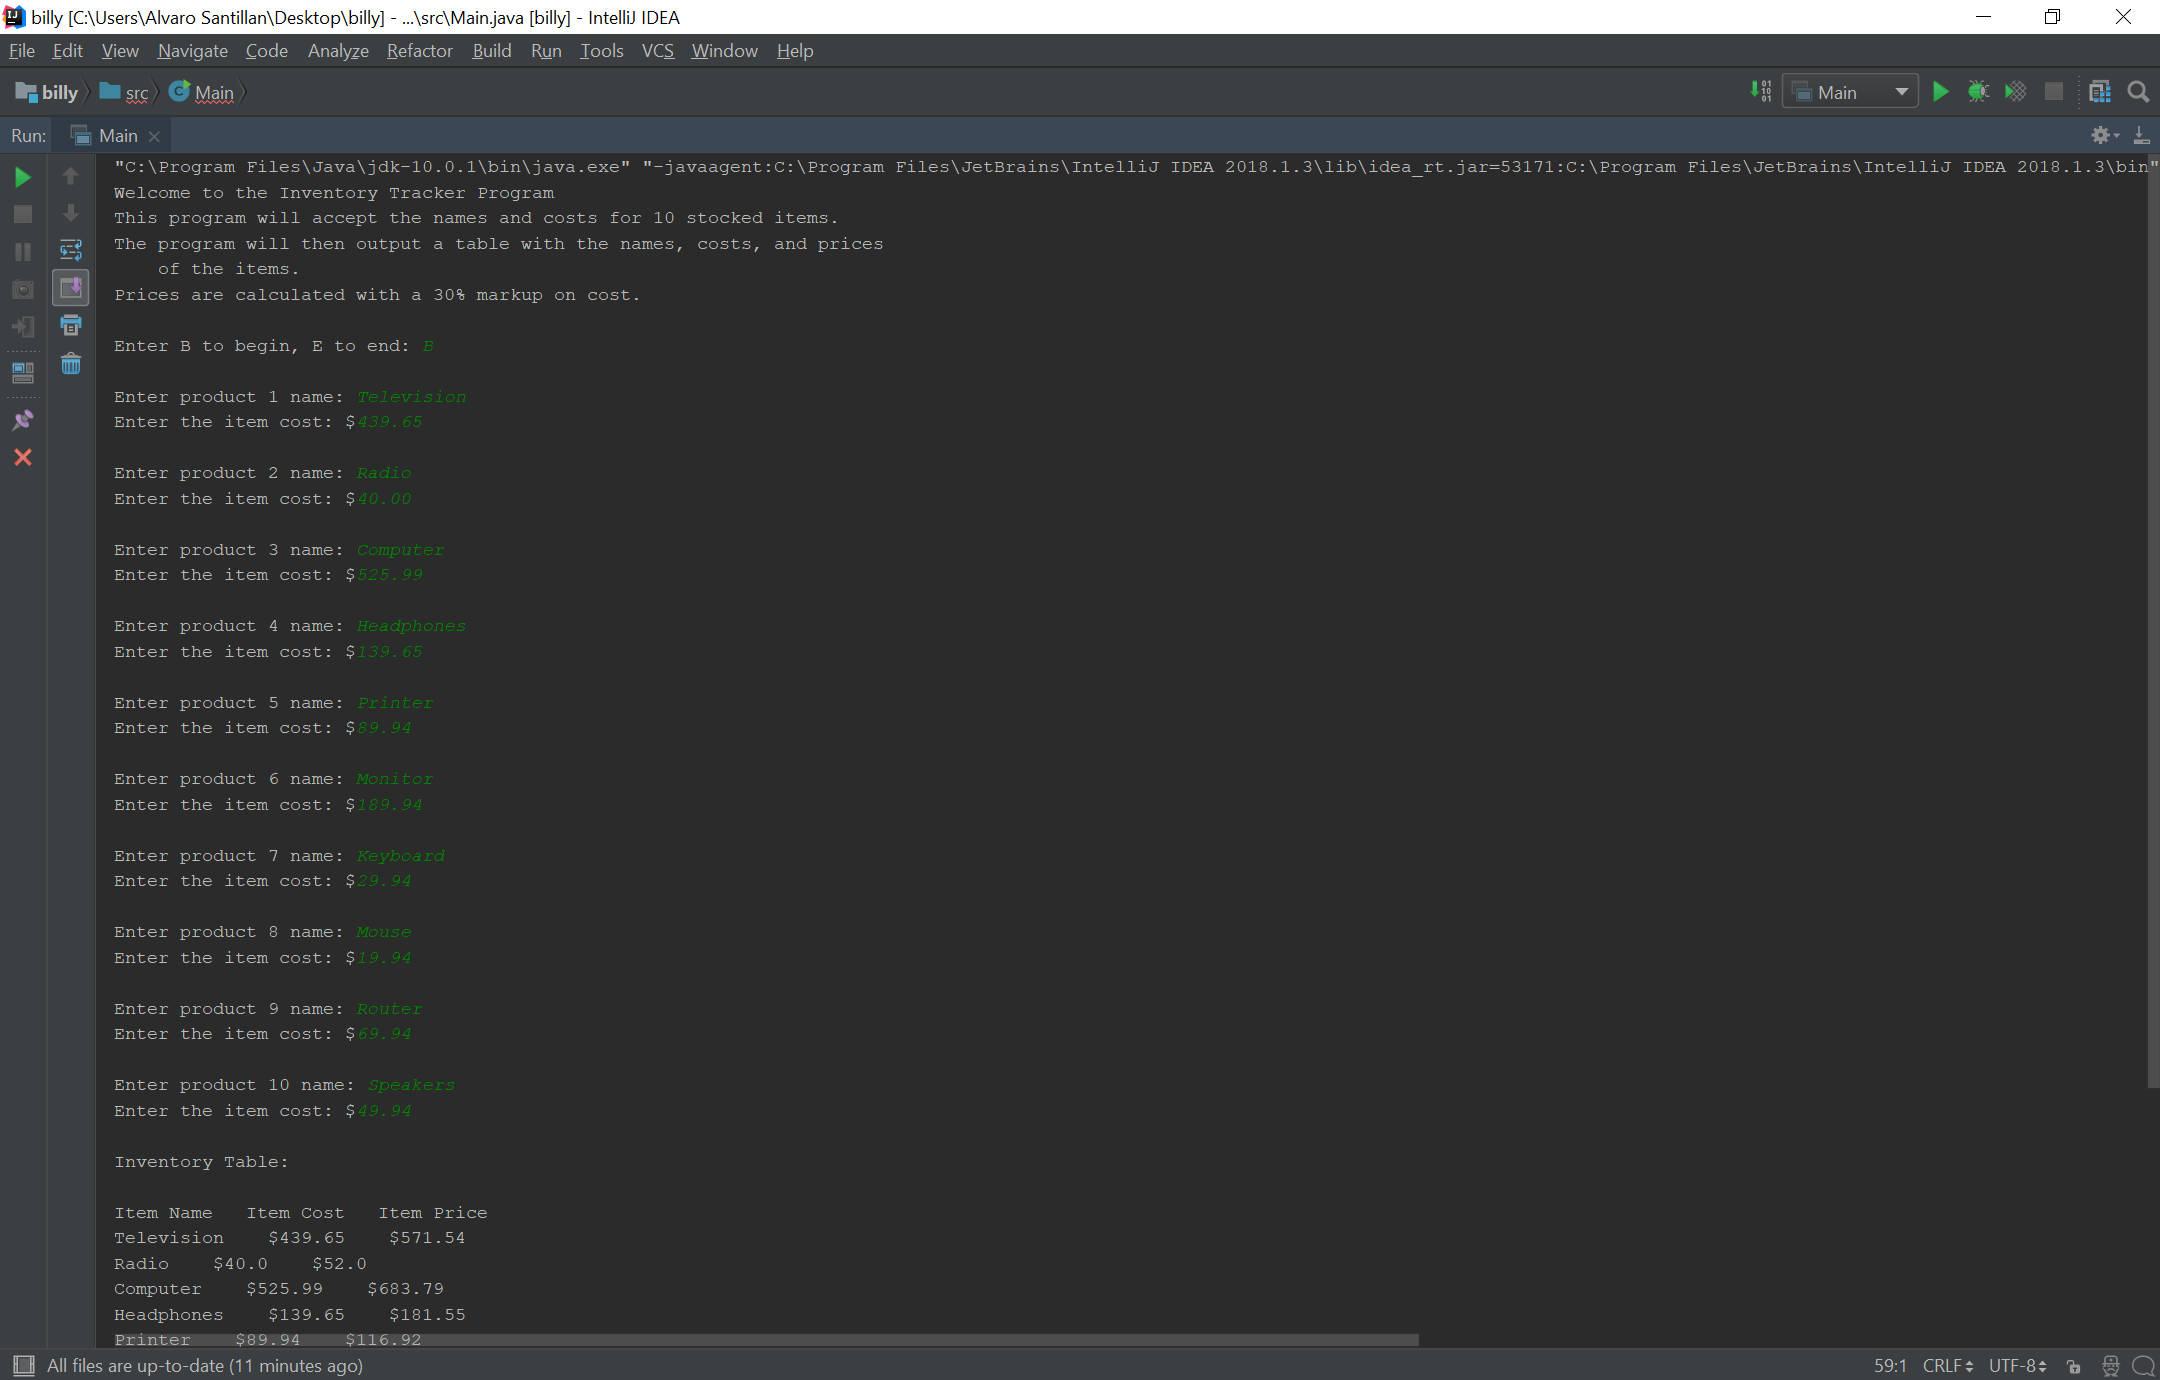 billy [C:\Users\Alvaro Santillan\Desktop\billy] - ...\src\Main.java [billy] - IntelliJ IDEA
File Edit View Navigate Code Analyze Refactor Build Run Tools VCS Window Help
billy src Main Main
Run: Main
"C:\Program Files\Java\jdk-10.0.1\bin\java.exe" "-javaagent:C:\Program Files\JetBrains\IntelliJ IDEA 2018.1.3\lib\idea_rt.jar=53171:C:\Program Files\JetBrains\IntelliJ IDEA 2018.1.3\bin"
Welcome to the Inventory Tracker Program
This program will accept the names and costs for 10 stocked items.
The program will then output a table with the names, costs, and prices
    of the items.
Prices are calculated with a 30% markup on cost.
Enter B to begin, E to end: B
Enter product 1 name: Television
Enter the item cost: $439.65
Enter product 2 name: Radio
Enter the item cost: $40.00
Enter product 3 name: Computer
Enter the item cost: $525.99
Enter product 4 name: Headphones
Enter the item cost: $139.65
Enter product 5 name: Printer
Enter the item cost: $89.94
Enter product 6 name: Monitor
Enter the item cost: $189.94
Enter product 7 name: Keyboard
Enter the item cost: $29.94
Enter product 8 name: Mouse
Enter the item cost: $19.94
Enter product 9 name: Router
Enter the item cost: $69.94
Enter product 10 name: Speakers
Enter the item cost: $49.94
Inventory Table:
Item Name   Item Cost   Item Price
Television    $439.65    $571.54
Radio    $40.0    $52.0
Computer    $525.99    $683.79
Headphones    $139.65    $181.55
Printer    $89.94    $116.92
All files are up-to-date (11 minutes ago) 59:1 CRLF UTF-8